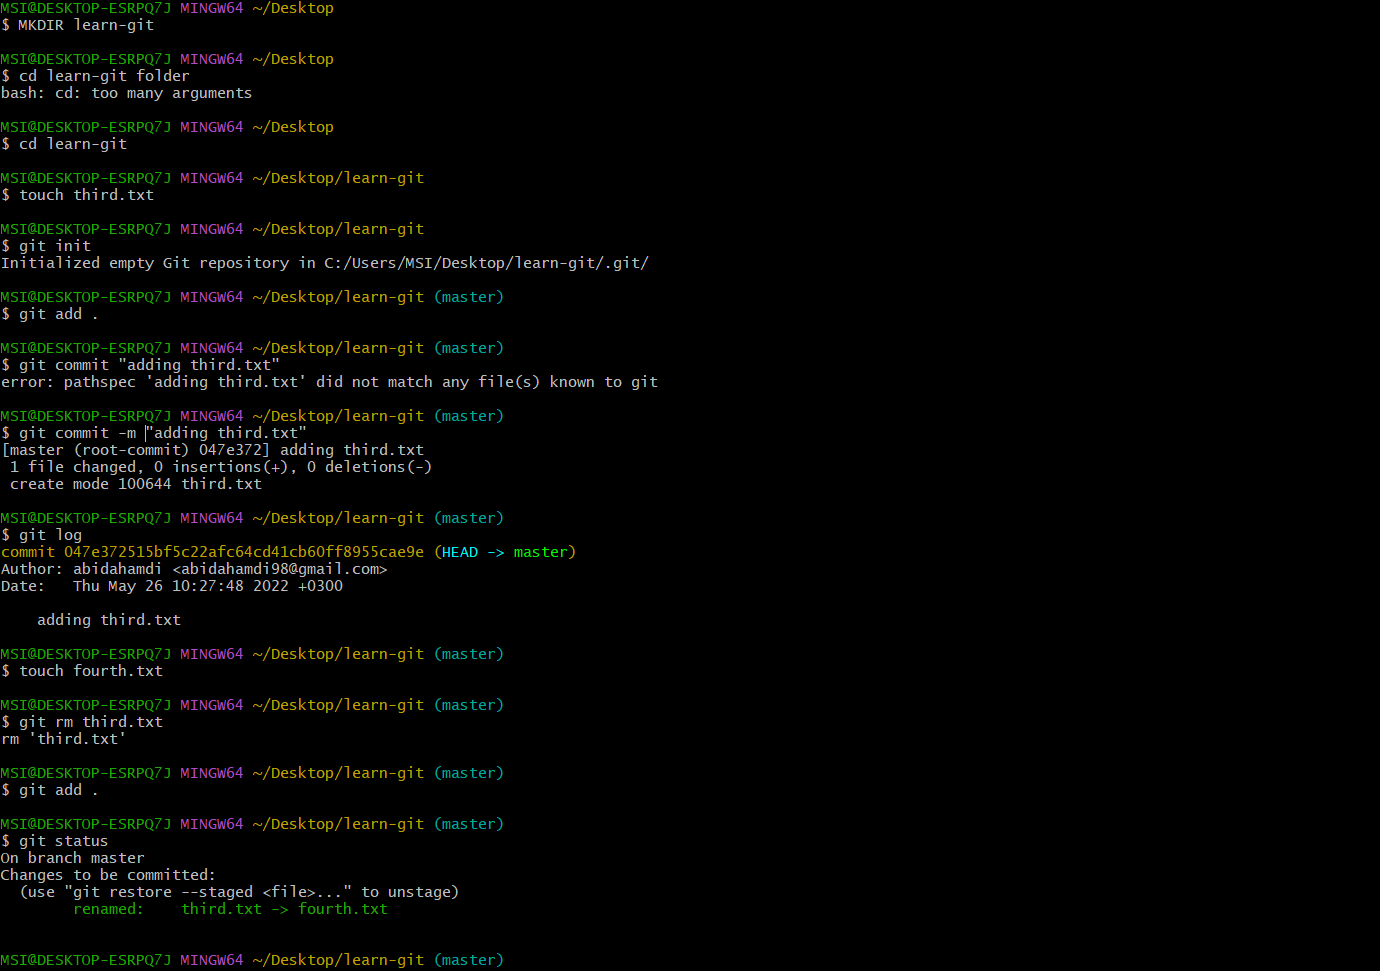 MSI@DESKTOP-ESRPQ7J MINGW64 ~/Desktop
$ MKDIR learn-git
MSI@DESKTOP-ESRPQ7J MINGW64 ~/Desktop
$ cd learn-git folder
bash: cd: too many arguments
MSI@DESKTOP-ESRPQ7J MINGW64 ~/Desktop
$ cd learn-git
MSI@DESKTOP-ESRPQ7J MINGW64 ~/Desktop/learn-git
$ touch third.txt
MSI@DESKTOP-ESRPQ7J MINGW64 ~/Desktop/learn-git
$ git init
Initialized empty Git repository in C:/Users/MSI/Desktop/learn-git/.git/
MSI@DESKTOP-ESRPQ7J MINGW64 ~/Desktop/learn-git (master)
$ git add .
MSI@DESKTOP-ESRPQ7J MINGW64 ~/Desktop/learn-git (master)
$ git commit "adding third.txt"
error: pathspec 'adding third.txt' did not match any file(s) known to git
MSI@DESKTOP-ESRPQ7J MINGW64 ~/Desktop/learn-git (master)
$ git commit -m "adding third.txt"
[master (root-commit) 047e372] adding third.txt
 1 file changed, 0 insertions(+), 0 deletions(-)
 create mode 100644 third.txt
MSI@DESKTOP-ESRPQ7J MINGW64 ~/Desktop/learn-git (master)
$ git log
commit 047e372515bf5c22afc64cd41cb60ff8955cae9e (HEAD -> master)
Author: abidahamdi <abidahamdi98@gmail.com>
Date:   Thu May 26 10:27:48 2022 +0300
    adding third.txt
MSI@DESKTOP-ESRPQ7J MINGW64 ~/Desktop/learn-git (master)
$ touch fourth.txt
MSI@DESKTOP-ESRPQ7J MINGW64 ~/Desktop/learn-git (master)
$ git rm third.txt
rm 'third.txt'
MSI@DESKTOP-ESRPQ7J MINGW64 ~/Desktop/learn-git (master)
$ git add .
MSI@DESKTOP-ESRPQ7J MINGW64 ~/Desktop/learn-git (master)
$ git status
On branch master
Changes to be committed:
  (use "git restore --staged <file>..." to unstage)
        renamed:    third.txt -> fourth.txt
MSI@DESKTOP-ESRPQ7J MINGW64 ~/Desktop/learn-git (master)